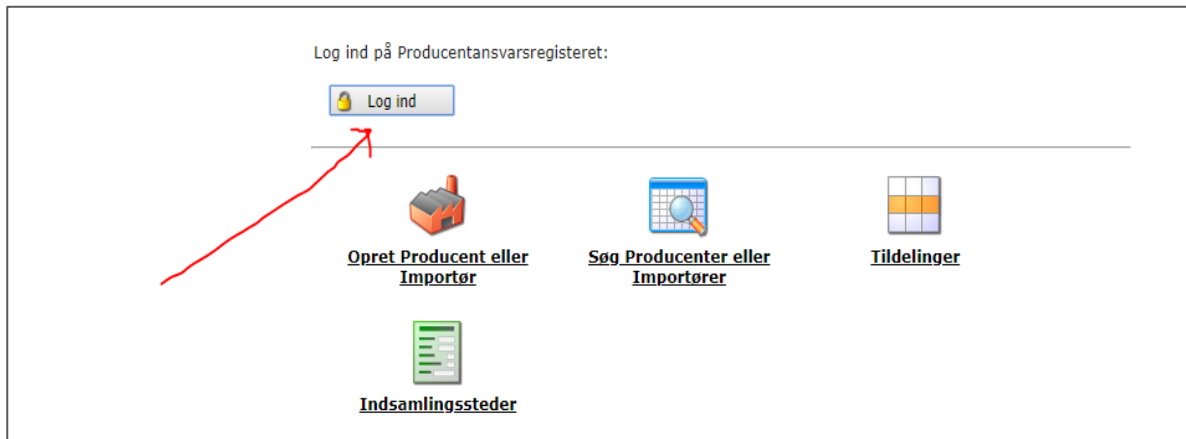 Log ind på Producentansvarsregisteret:
Log ind
Opret Producent eller
Importør
Søg Producenter eller
Importører
Tildelinger
Indsamlingssteder